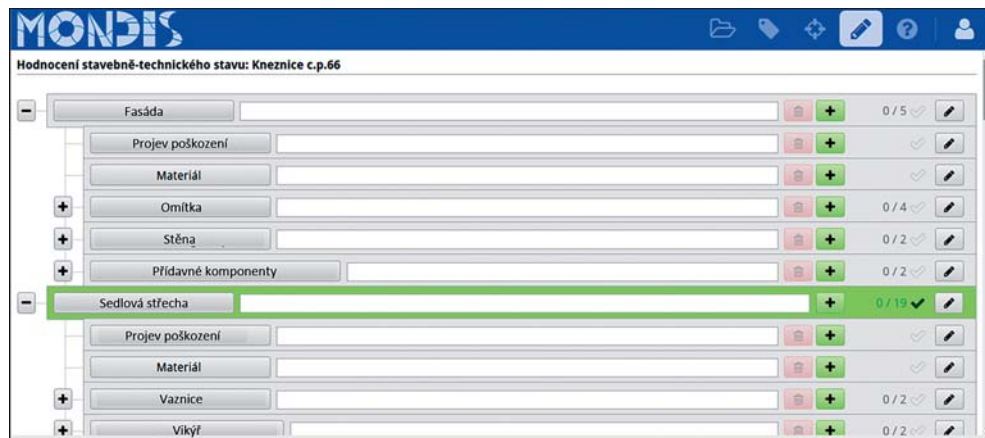 MONDIS
Hodnocení stavebně-technického stavu: Kneznice c.p.66
Fasáda 0/5
Projev poškození
Materiál
Omítka 0/4
Stěna 0/2
Přídavné komponenty 0/2
Sedlová střecha 0/19
Projev poškození
Materiál
Vaznice 0/2
Vikýř 0/2